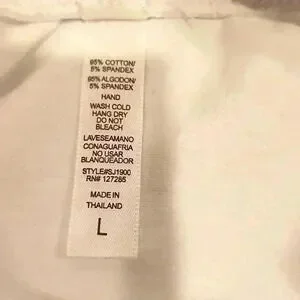 95% COTTON/
5% SPANDEX
95% ALGODON/
5% SPANDEX
HAND
WASH COLD
HANG DRY
DO NOT
BLEACH
LAVESEAMANO
CONAGUAFRIA
NO USAR
BLANQUEADOR
STYLE#SJ1900
RN# 127285
MADE IN
THAILAND
L